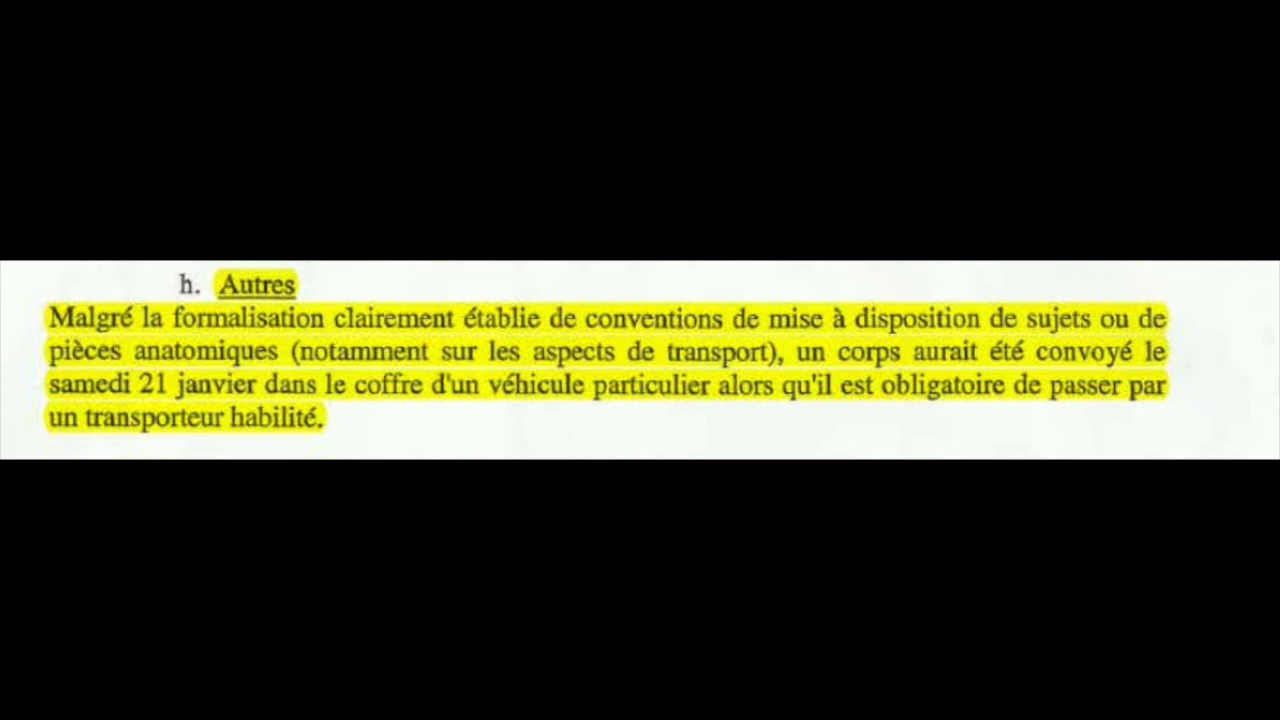 h. Autres
Malgré la formalisation clairement établie de conventions de mise à disposition de sujets ou de
pièces anatomiques (notamment sur les aspects de transport), un corps aurait été convoyé le
samedi 21 janvier dans le coffre d'un véhicule particulier alors qu'il est obligatoire de passer par
un transporteur habilité.